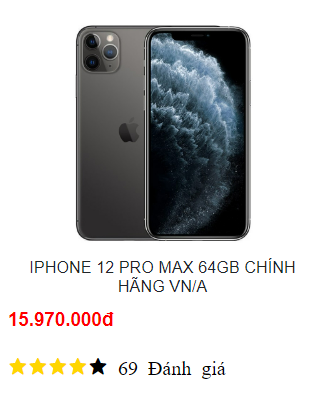 IPHONE 12 PRO MAX 64GB CHÍNH
HÃNG VN/A
15.970.000đ
69 Đánh giá